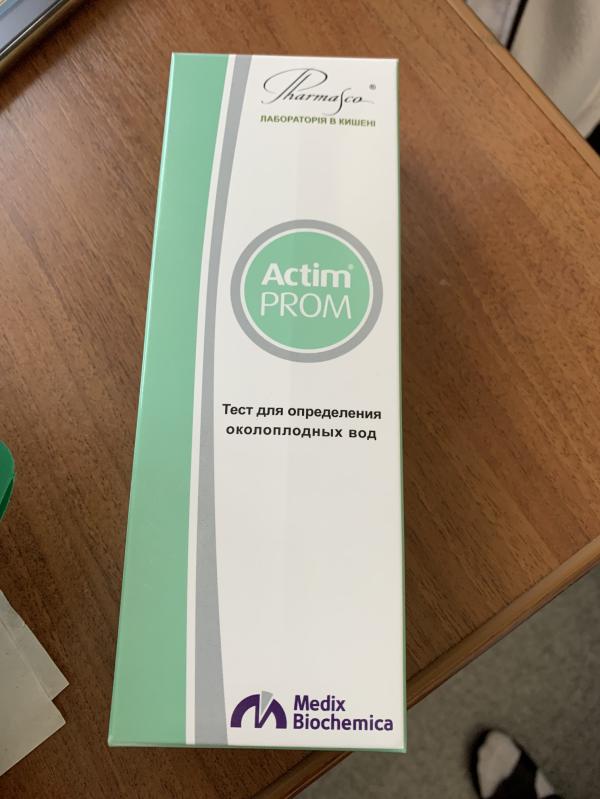 PharmaSco®
ЛАБОРАТОРІЯ В КИШЕНІ
Actim®
PROM
Тест для определения
околоплодных вод
Medix
Biochemica